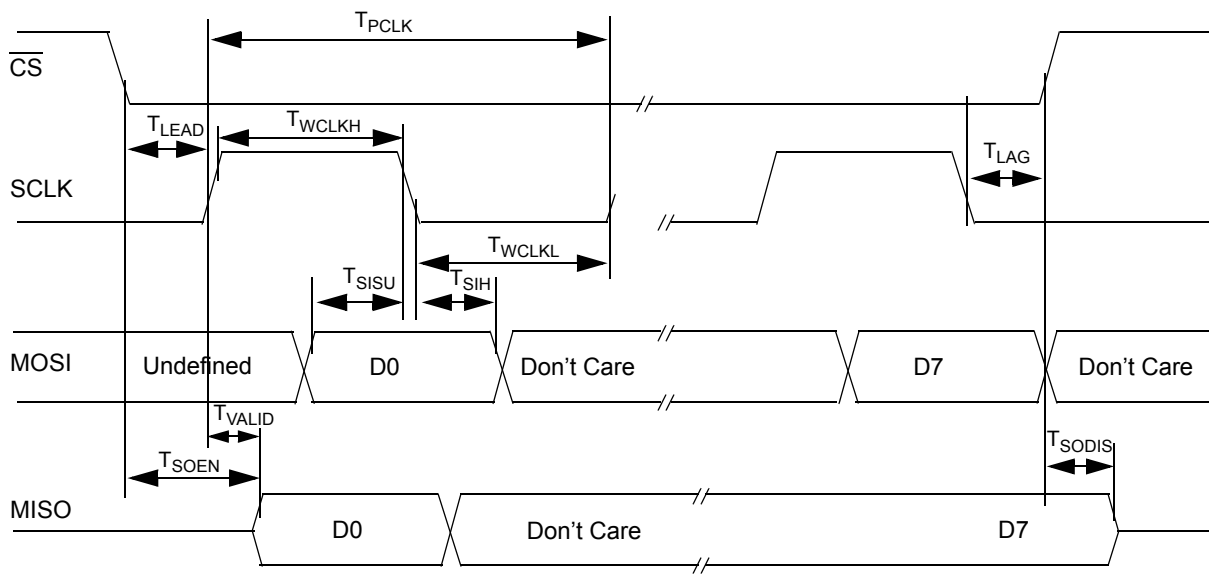 TPCLK
CS
TLEAD
TWCLKH
TLAG
SCLK
TWCLKL
TSISU
TSIH
MOSI
Undefined
D0
Don't Care
D7
Don't Care
TVALID
TSOEN
TSODIS
MISO
D0
Don't Care
D7